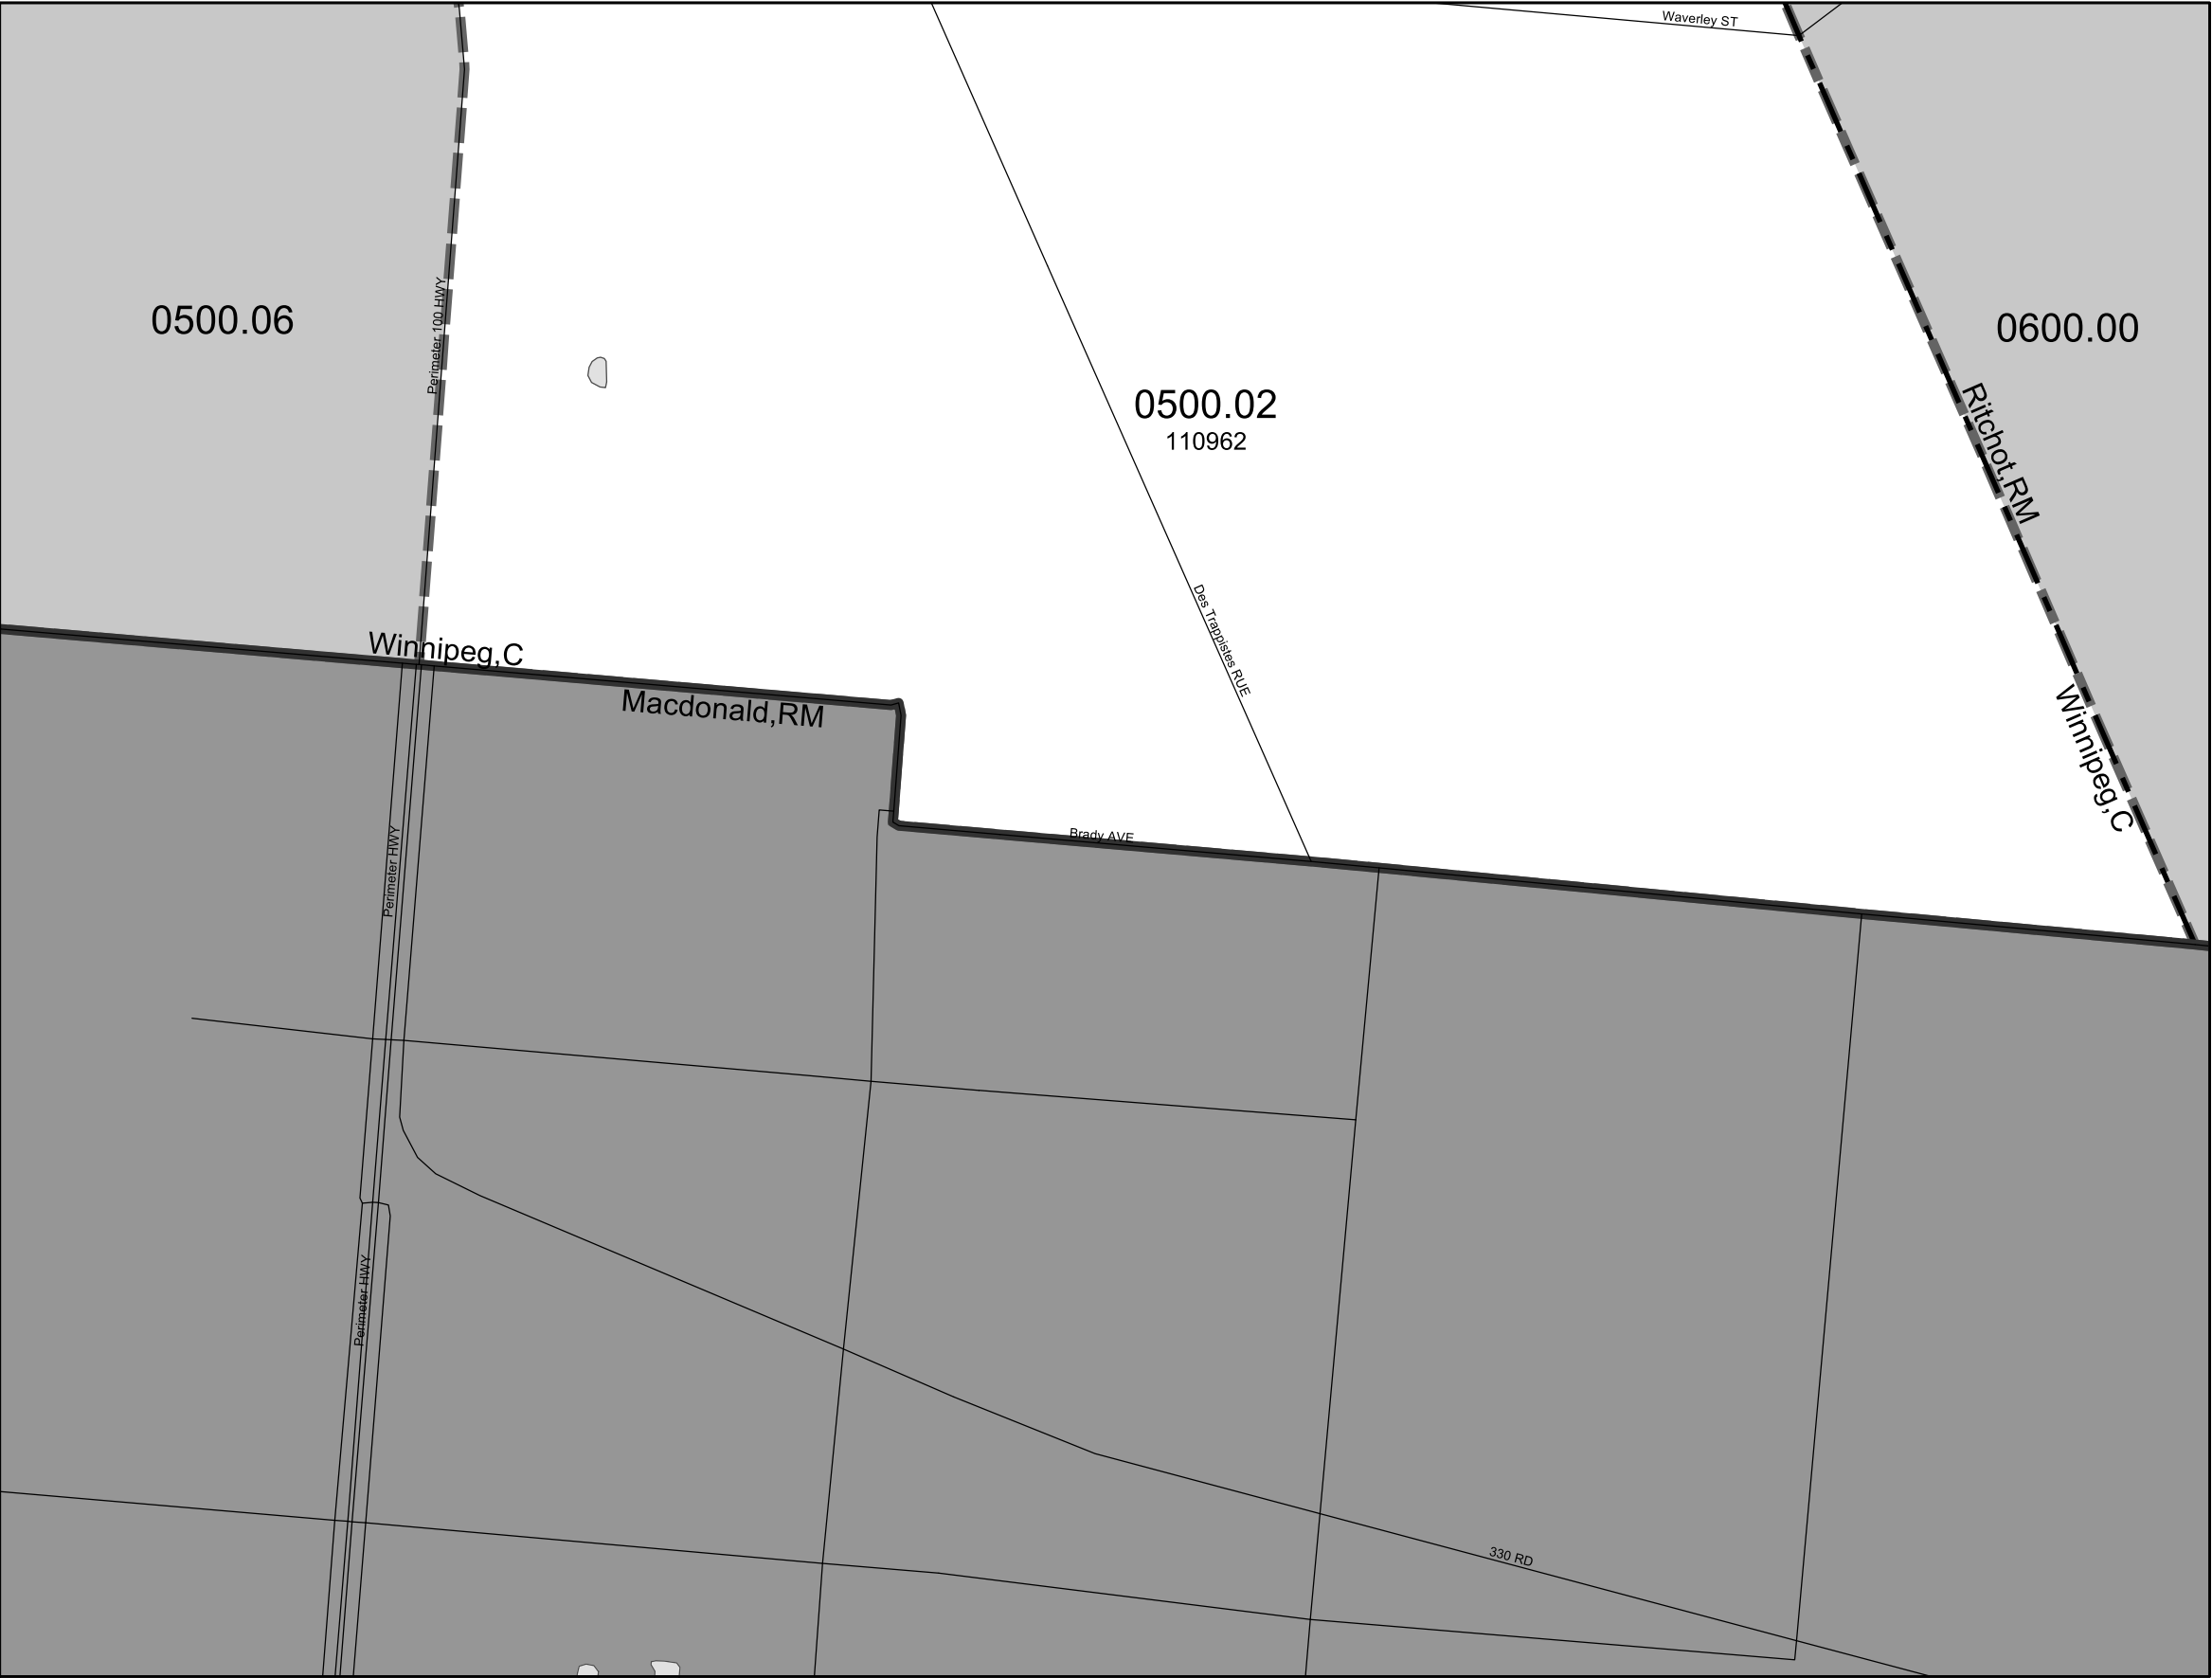 Waverley ST
Perimeter 100 HWY
0500.06
0600.00
0500.02
110962
Ritchot,RM
Des Trappistes RUE
Winnipeg,C
Macdonald,RM
Winnipeg,C
Brady AVE
Perimeter HWY
Perimeter HWY
330 RD